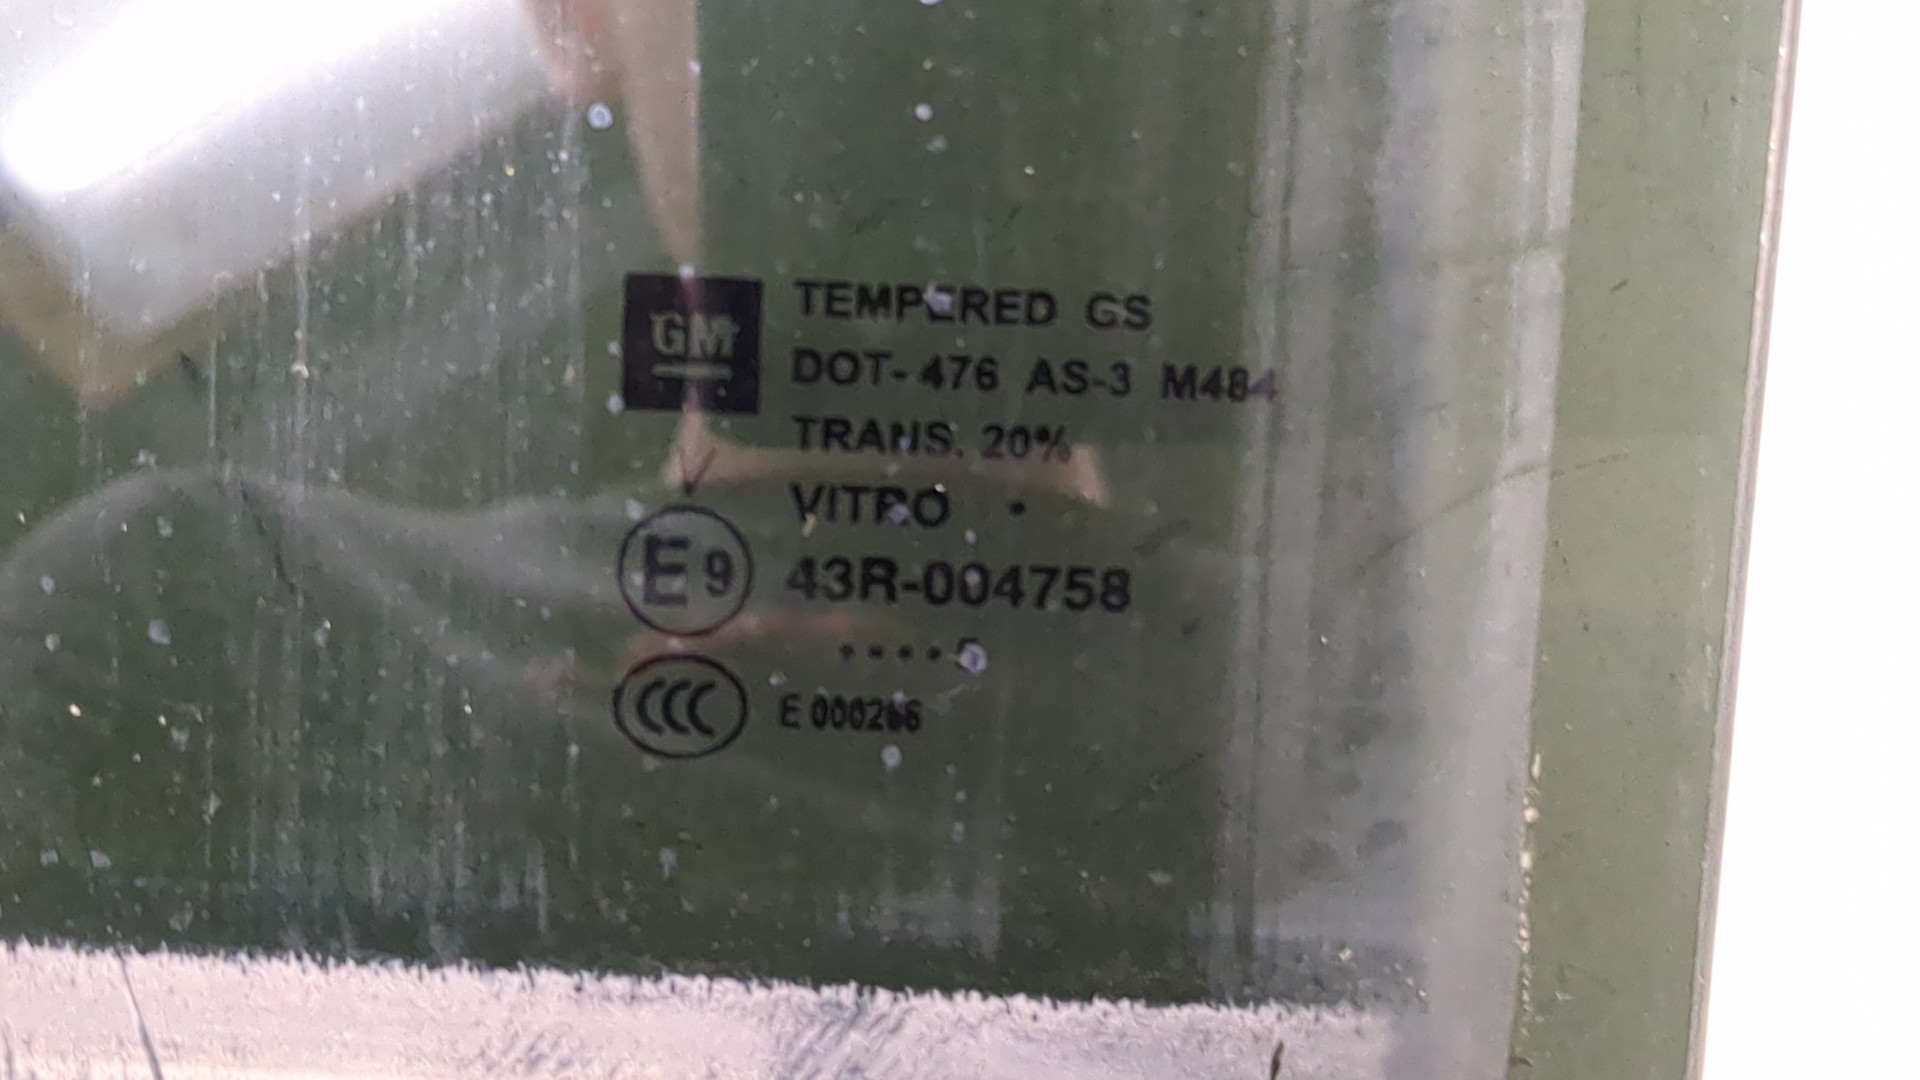 GM
TEMPERED GS
DOT-476 AS-3 M484
TRANS. 20%
VITRO •
E9 43R-004758
• • • •
CCC E 000266